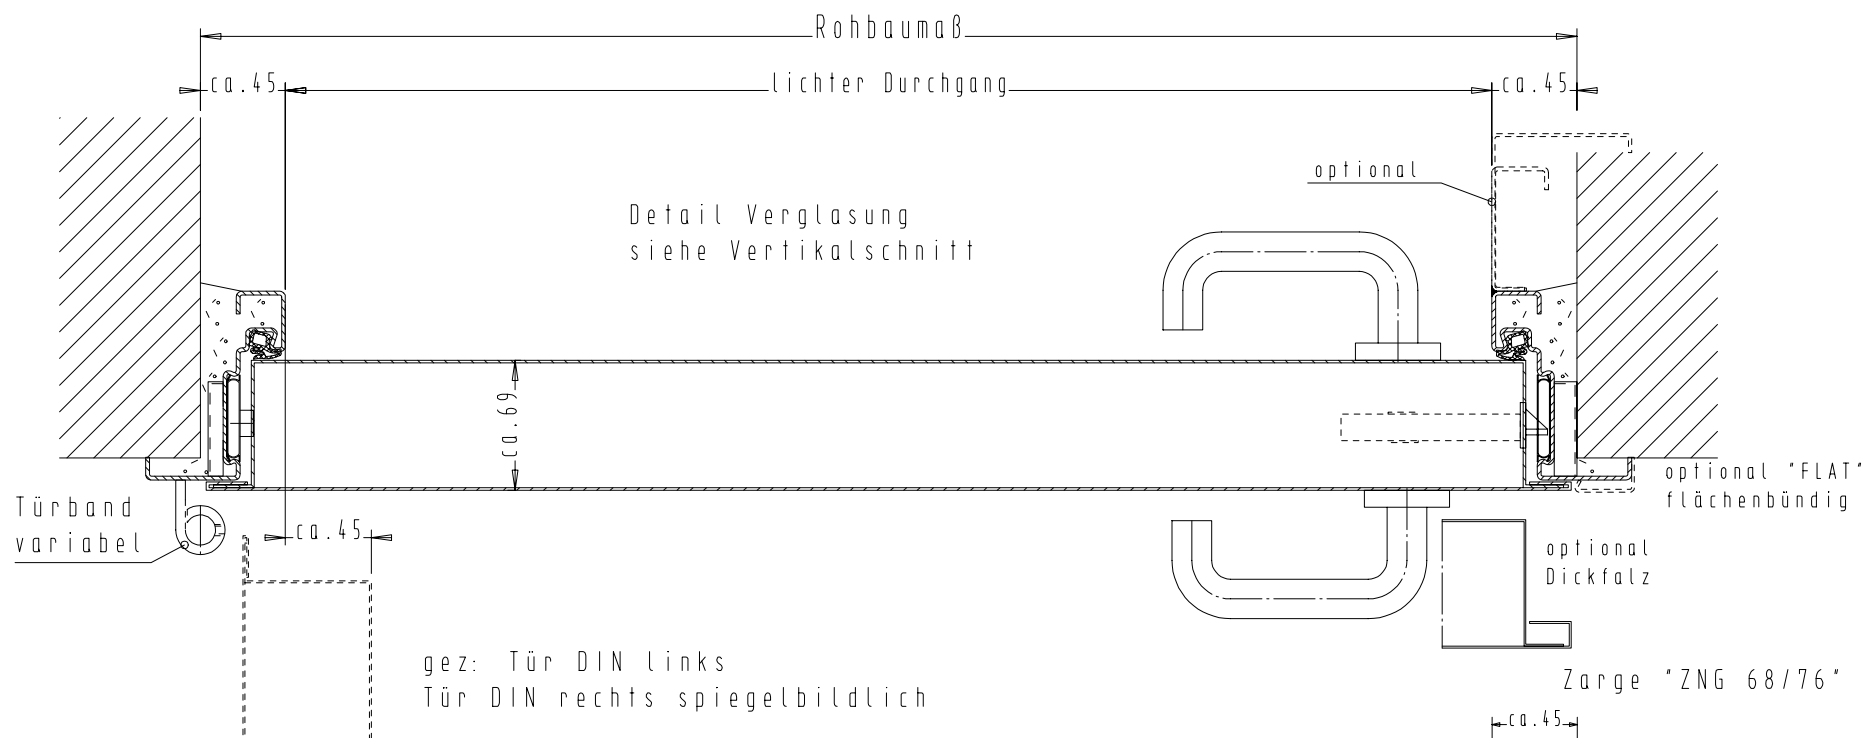 Rohbaumaß
ca.45
lichter Durchgang
ca.45
optional
Detail Verglasung
siehe Vertikalschnitt
ca.69
optional "FLAT"
flächenbündig
Türband
variabel
ca.45
optional
Dickfalz
gez: Tür DIN links
Tür DIN rechts spiegelbildlich
Zarge "ZNG 68/76"
ca.45